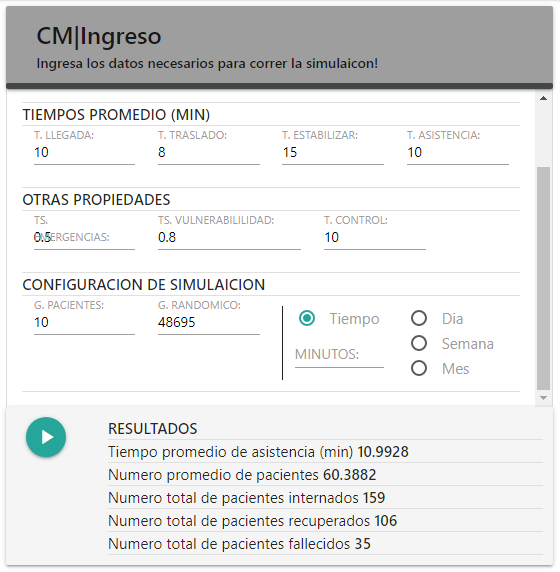 CM|Ingreso
Ingresa los datos necesarios para correr la simulaicon!
TIEMPOS PROMEDIO (MIN)
T. LLEGADA: T. TRASLADO: T. ESTABILIZAR: T. ASISTENCIA:
10 8 15 10
OTRAS PROPIEDADES
TS. EMERGENCIAS: TS. VULNERABILILIDAD: T. CONTROL:
0.5 0.8 10
CONFIGURACION DE SIMULAICION
G. PACIENTES: G. RANDOMICO:
10 48695
Tiempo Dia
MINUTOS: Semana
Mes
RESULTADOS
Tiempo promedio de asistencia (min) 10.9928
Numero promedio de pacientes 60.3882
Numero total de pacientes internados 159
Numero total de pacientes recuperados 106
Numero total de pacientes fallecidos 35